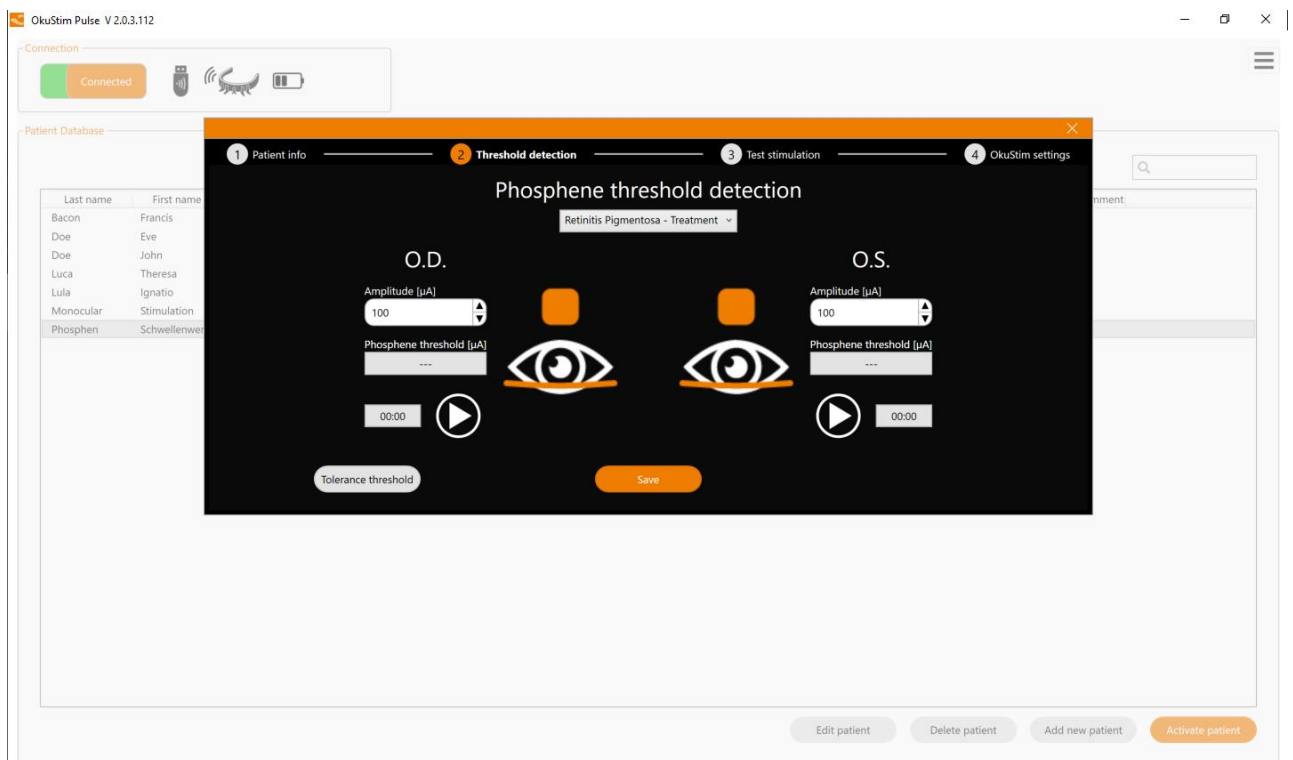 OkuStim Pulse V 2.0.3.112
Connection
Connected
Patient Database
1 Patient info
2 Threshold detection
3 Test stimulation
4 OkuStim settings
Phosphene threshold detection
Retinitis Pigmentosa - Treatment
Last name First name
Bacon Francis
Doe Eve
Doe John
Luca Theresa
Lula Ignatio
Monocular Stimulation
Phosphen
O.D. O.S.
Amplitude [µA] Amplitude [µA]
100 100
Phosphene threshold [µA] Phosphene threshold [µA]
--- ---
00:00 00:00
Tolerance threshold Save
Edit patient Delete patient Add new patient Activate patient